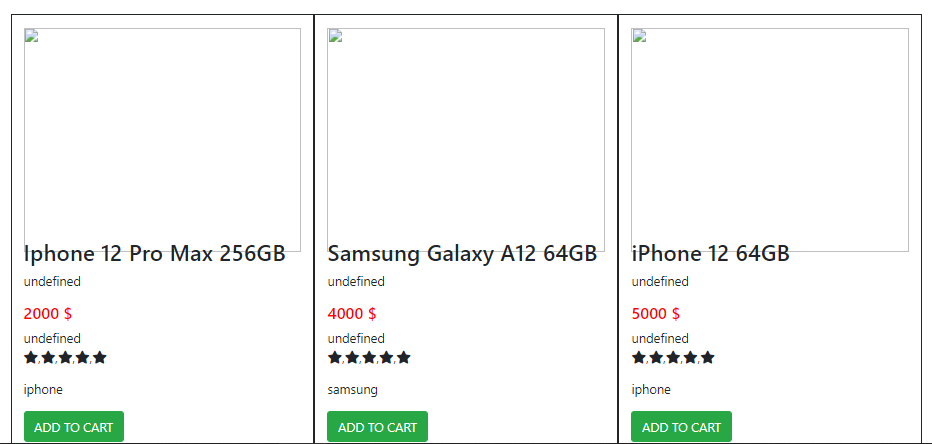 Iphone 12 Pro Max 256GB
undefined
2000 $
undefined
,,,,
iphone
ADD TO CART
Samsung Galaxy A12 64GB
undefined
4000 $
undefined
,,,,
samsung
ADD TO CART
iPhone 12 64GB
undefined
5000 $
undefined
,,,,
iphone
ADD TO CART